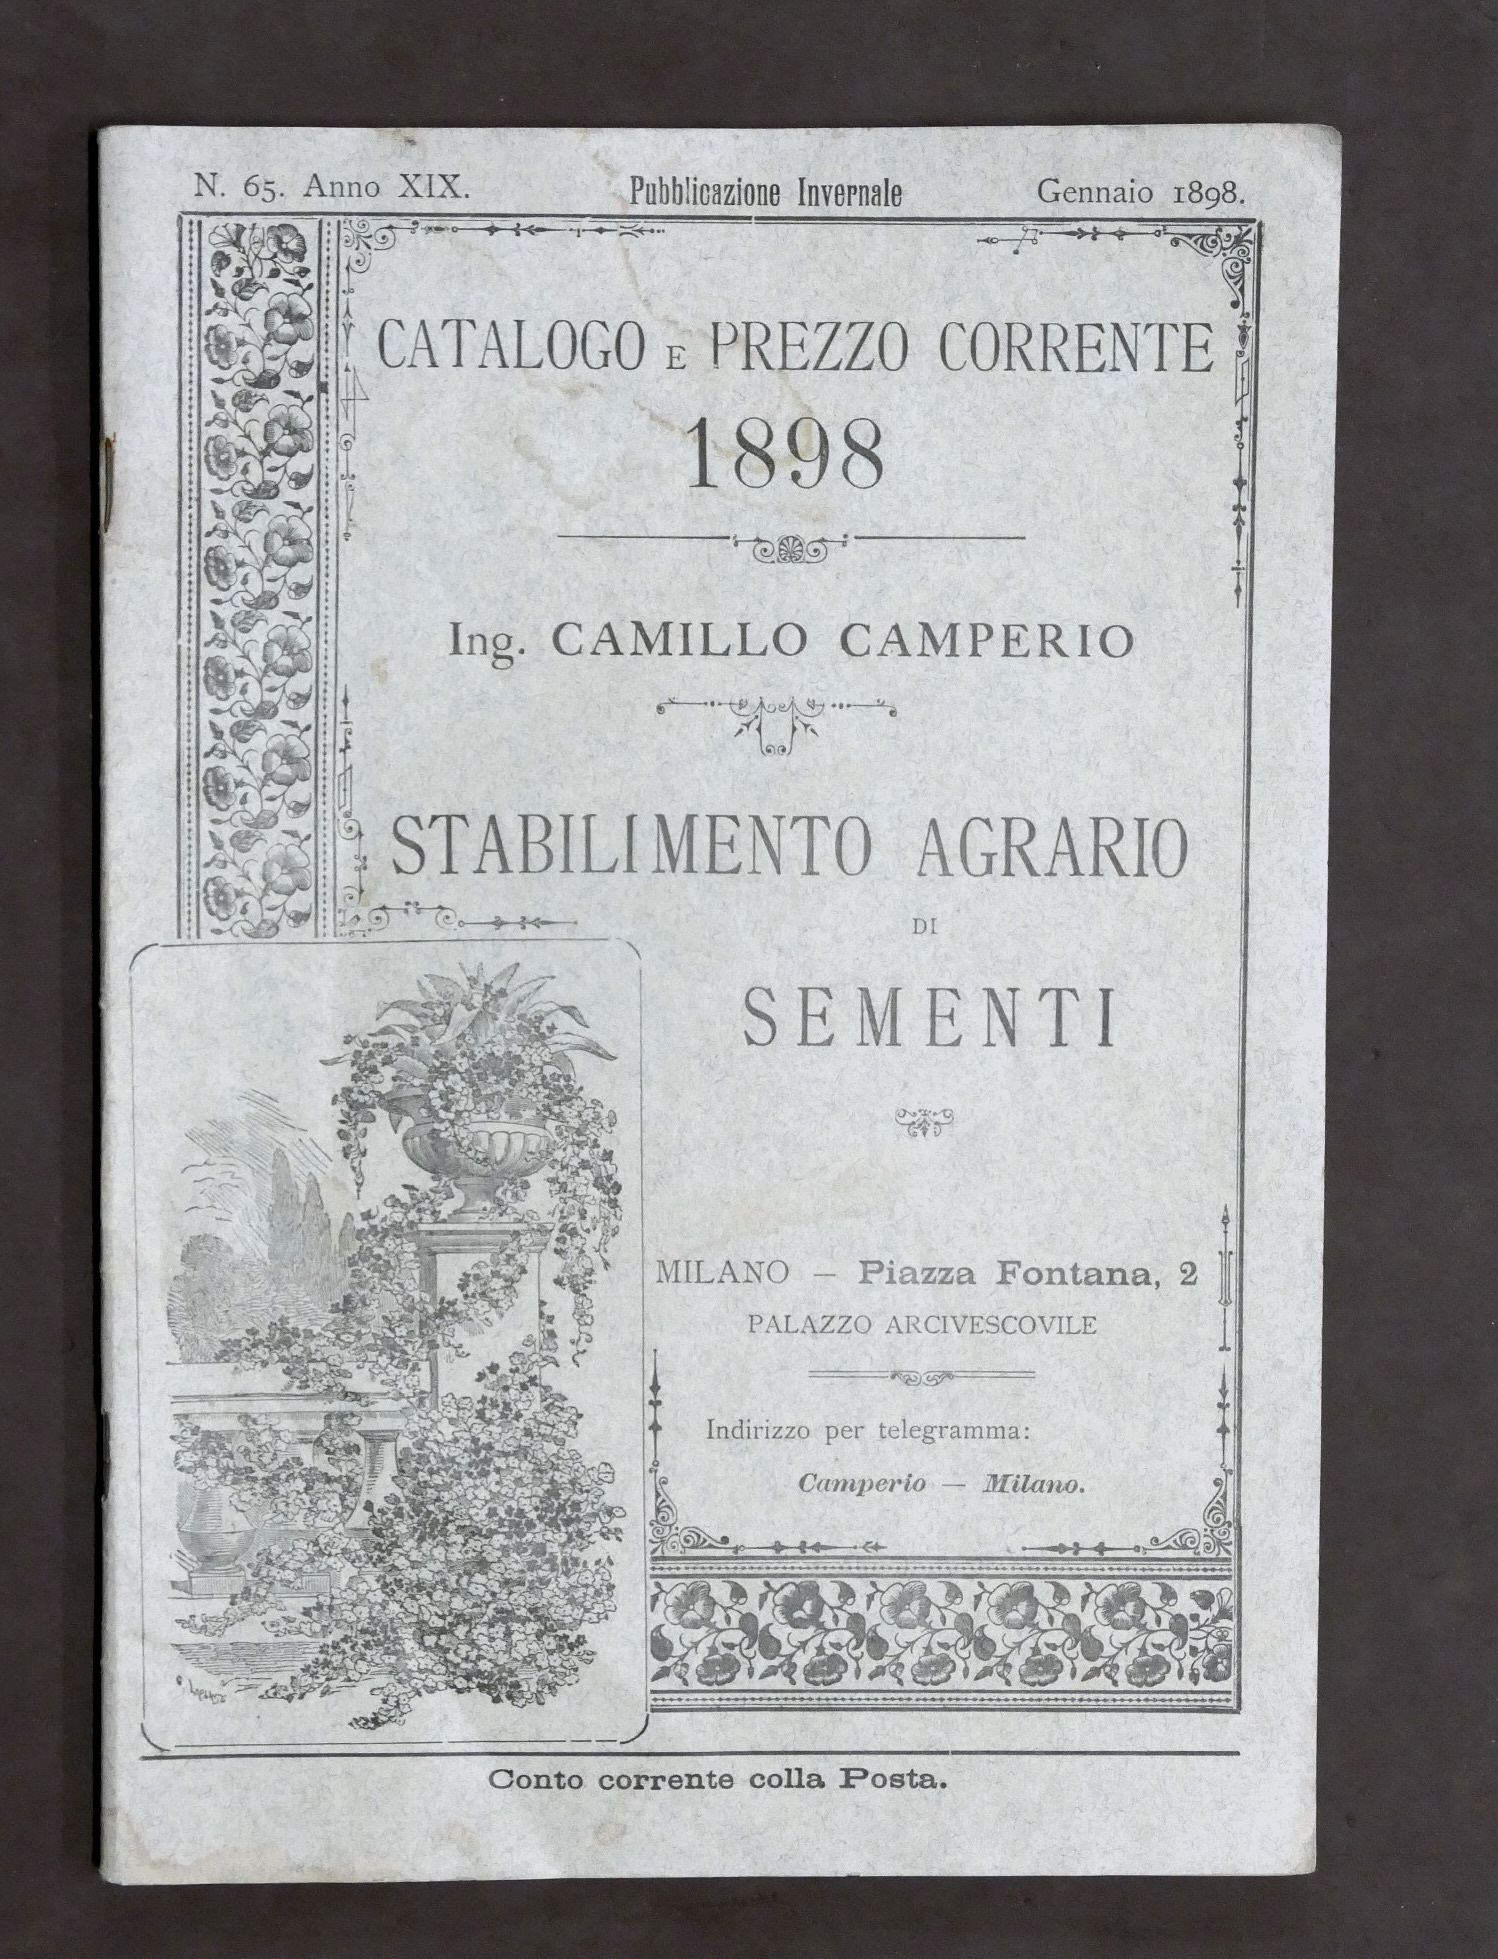 N. 65. Anno XIX. Pubblicazione Invernale Gennaio 1898.
CATALOGO E PREZZO CORRENTE
1898
Ing. CAMILLO CAMPERIO
STABILIMENTO AGRARIO
DI
SEMENTI
MILANO — Piazza Fontana, 2
PALAZZO ARCIVESCOVILE
Indirizzo per telegramma:
Camperio — Milano.
Conto corrente colla Posta.